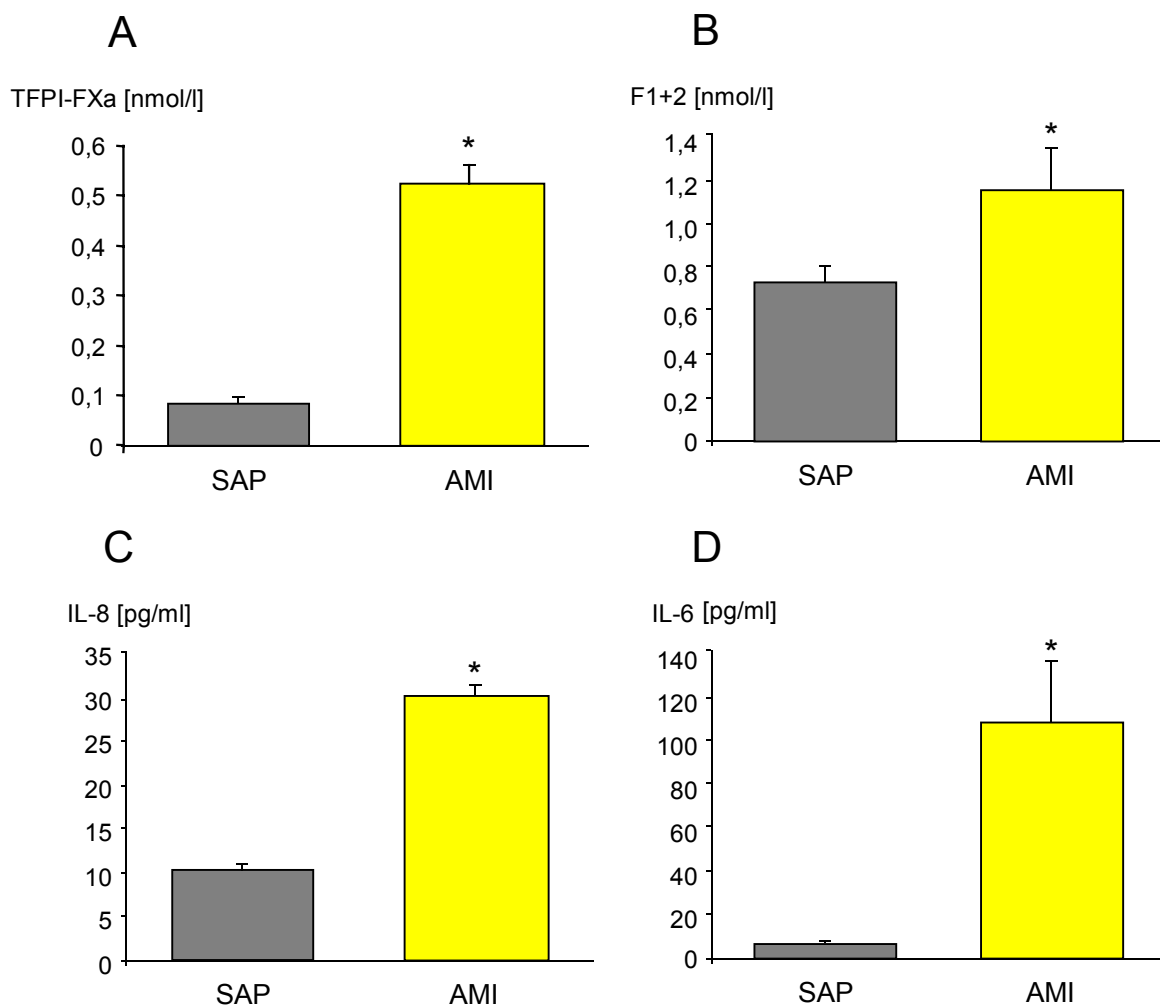 A
TFPI-FXa [nmol/l]
0,6
*
0,5
0,4
0,3
0,2
0,1
0
SAP AMI
B
F1+2 [nmol/l]
1,4
*
1,2
1,0
0,8
0,6
0,4
0,2
0
SAP AMI
C
IL-8 [pg/ml]
35
*
30
25
20
15
10
5
0
SAP AMI
D
IL-6 [pg/ml]
140
*
120
100
80
60
40
20
0
SAP AMI